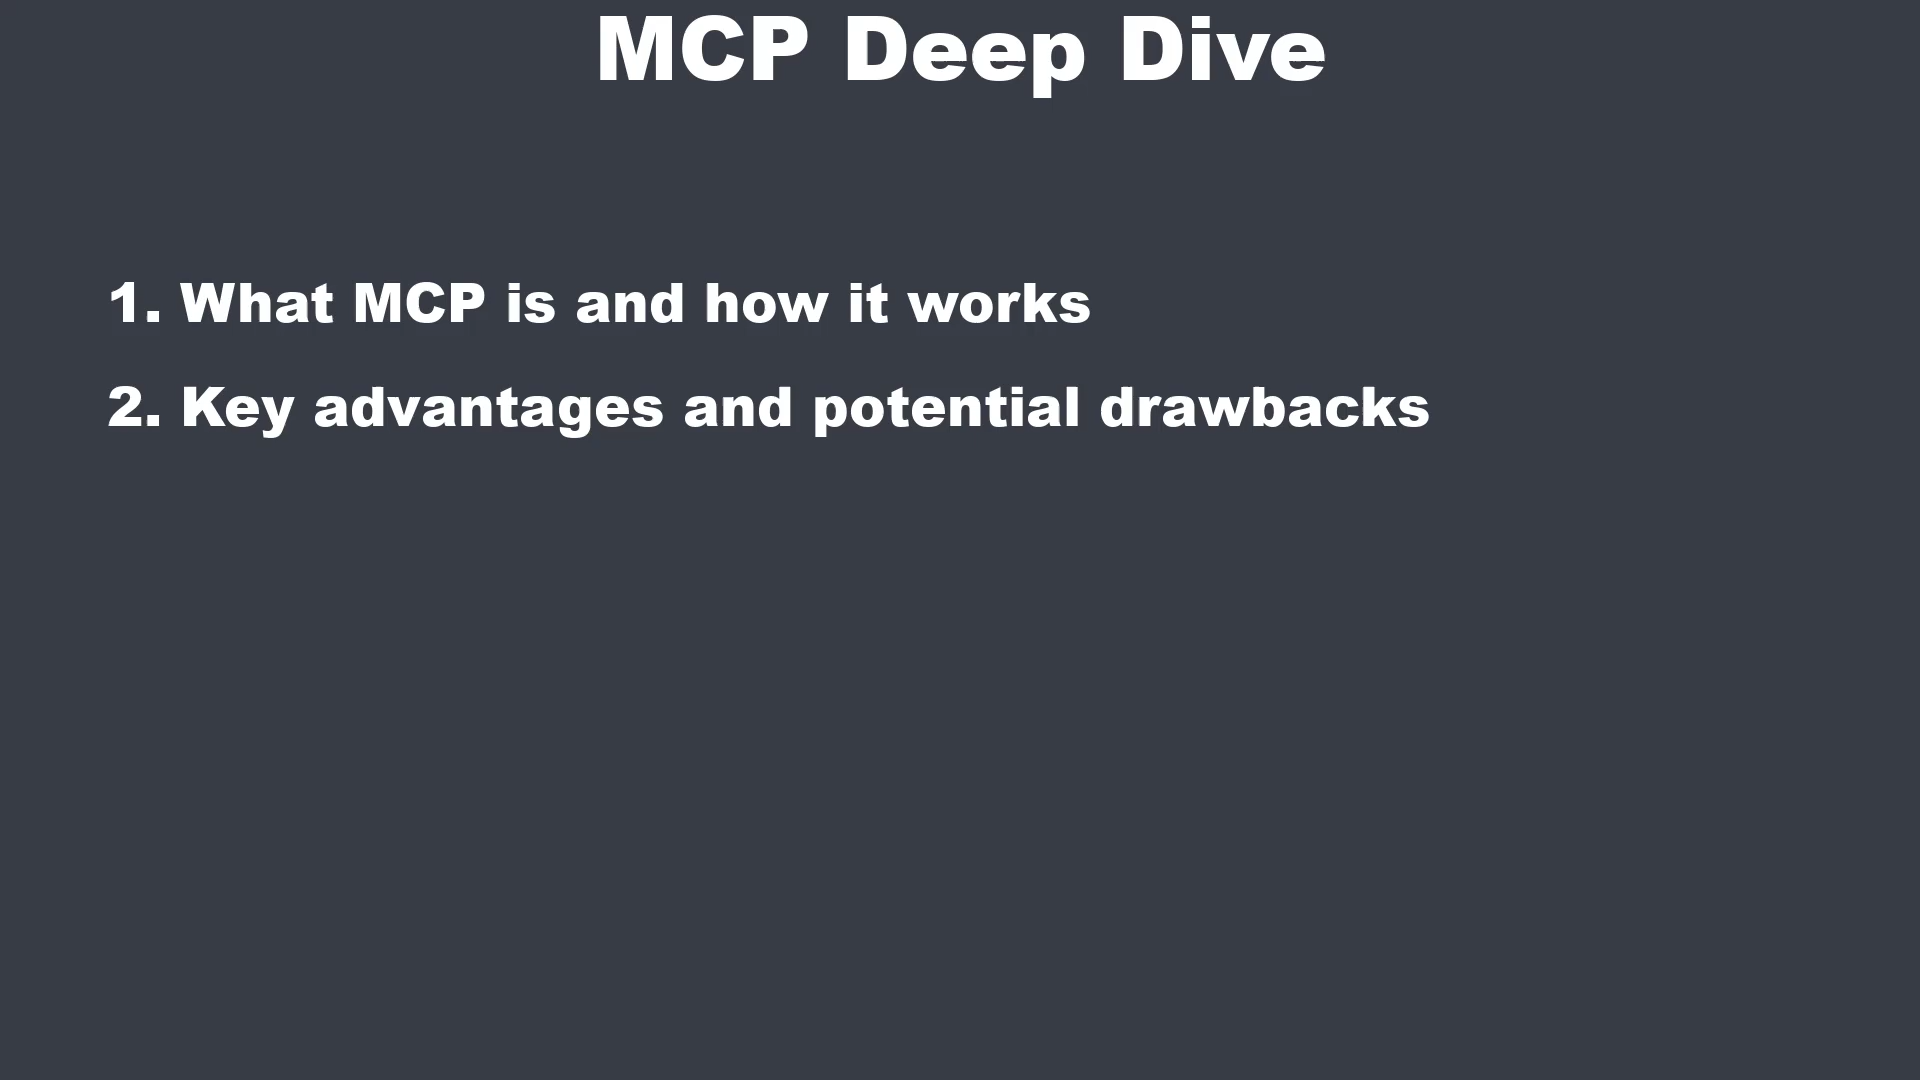 MCP Deep Dive
1. What MCP is and how it works
2. Key advantages and potential drawbacks